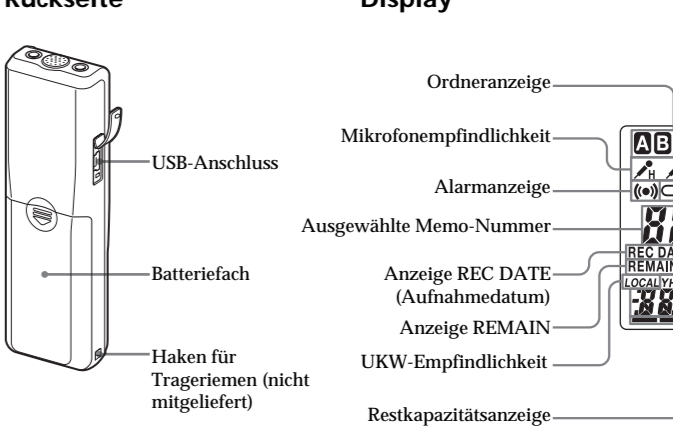 Rückseite
Display
USB-Anschluss
Batteriefach
Haken für
Trageriemen (nicht
mitgeliefert)
Ordneranzeige
Mikrofonempfindlichkeit
Alarmanzeige
Ausgewählte Memo-Nummer
Anzeige REC DATE
(Aufnahmedatum)
Anzeige REMAIN
UKW-Empfindlichkeit
Restkapazitätsanzeige
A B
H
REC DA
REMAIN
LOCAL